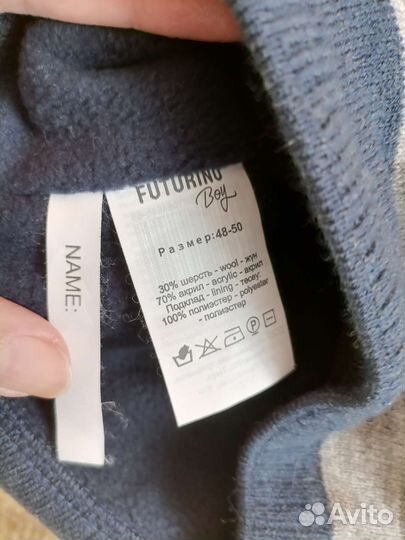 FUTURINO
Boy
Размер:48-50
30% шерсть - wool - жүн
70% акрил - acrylic - акрил
Подклад - lining - төсеу:
100% полиэстер - polyester
- полиэстер
NAME:
Avito